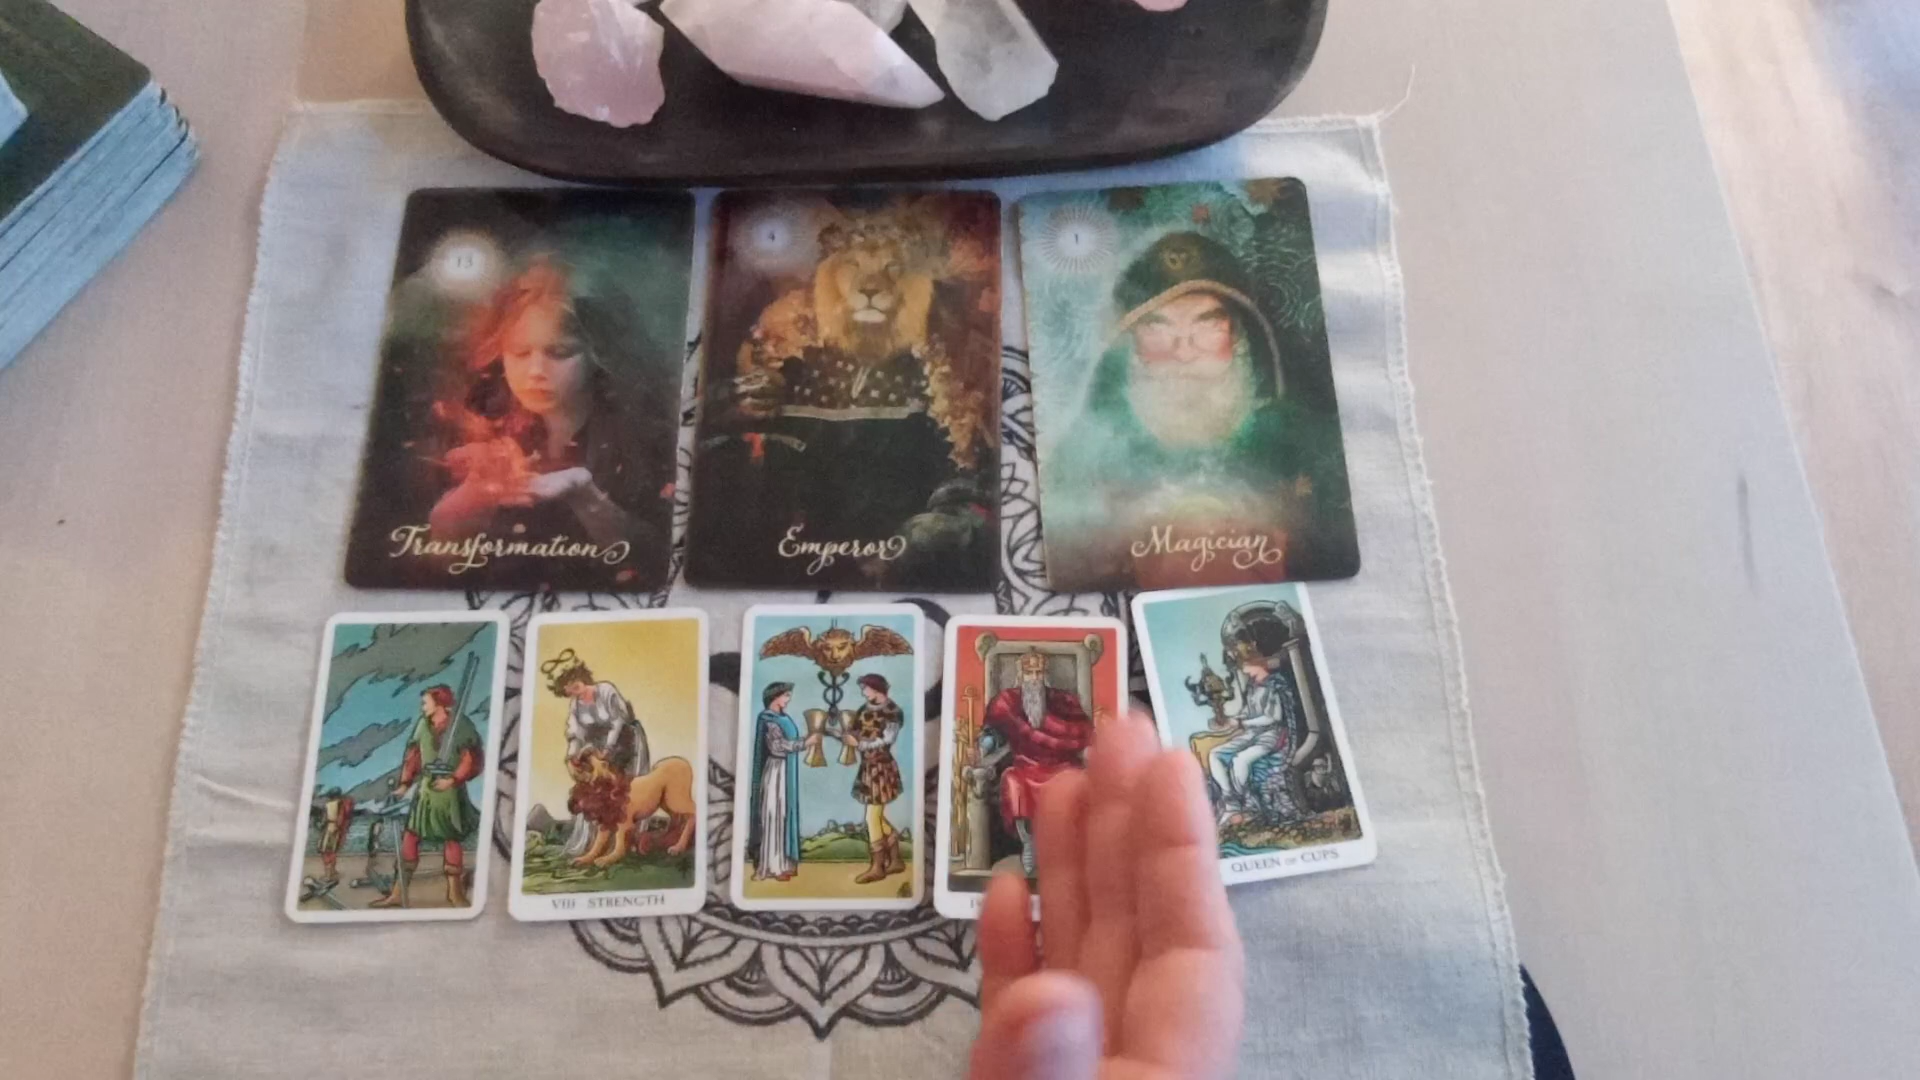 13
4
1
Transformation
Emperor
Magician
VIII STRENGTH
QUEEN OF CUPS